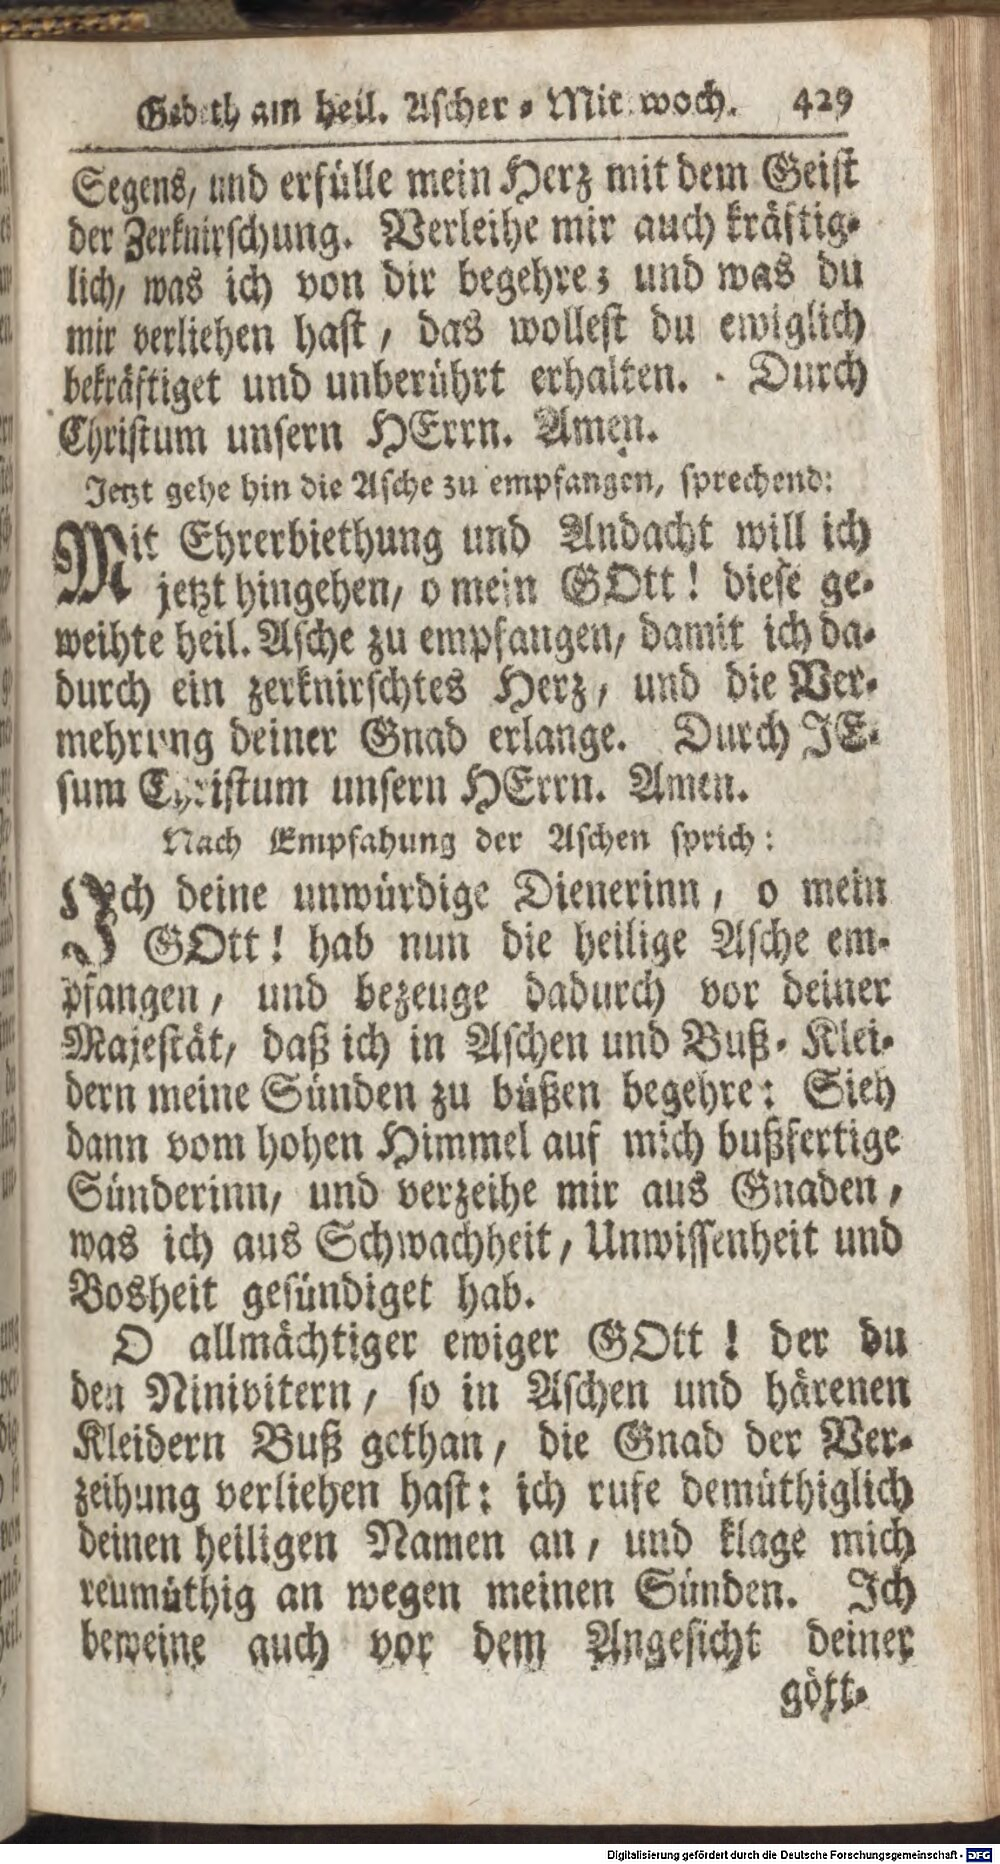 Gebeth am heil. Ascher-Mittwoch. 429
Segens, und erfülle mein Herz mit dem Geist
der Zerknirschung. Verleihe mir auch kräftig-
lich, was ich von dir begehre; und was du
mir verliehen hast, das wollest du ewiglich
bekräftiget und unberührt erhalten. Durch
Christum unsern HErrn. Amen.
Jetzt gehe hin die Asche zu empfangen, sprechend:
Mit Ehrerbiethung und Andacht will ich
jetzt hingehen, o mein GOtt! diese ge-
weihte heil. Asche zu empfangen, damit ich da-
durch ein zerknirschtes Herz, und die Ver-
mehrung deiner Gnad erlange. Durch JE-
sum Christum unsern HErrn. Amen.
Nach Empfahung der Aschen sprich:
Ich deine unwürdige Dienerinn, o mein
GOtt! hab nun die heilige Asche em-
pfangen, und bezeuge dadurch vor deiner
Majestät, daß ich in Aschen und Buß-Klei-
dern meine Sünden zu büßen begehre: Sieh
dann vom hohen Himmel auf mich bußfertige
Sünderinn, und verzeihe mir aus Gnaden,
was ich aus Schwachheit, Unwissenheit und
Bosheit gesündiget hab.
O allmächtiger ewiger GOtt! der du
den Ninivitern, so in Aschen und härenen
Kleidern Buß gethan, die Gnad der Ver-
zeihung verliehen hast: ich rufe demüthiglich
deinen heiligen Namen an, und klage mich
reumüthig an wegen meinen Sünden. Ich
beweine auch vor dem Angesicht deiner
gött-
Digitalisierung gefördert durch die Deutsche Forschungsgemeinschaft - DFG